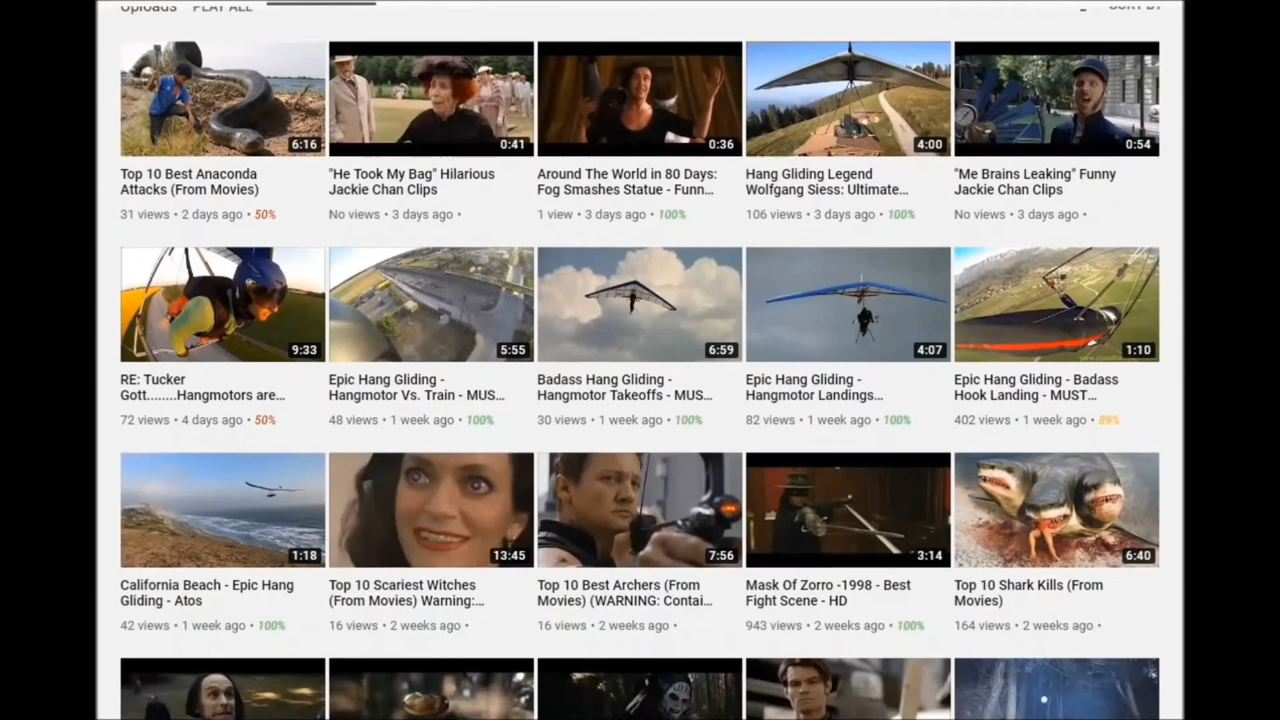 Uploads PLAY ALL SORT BY
6:16 0:41 0:36 4:00 0:54
Top 10 Best Anaconda
Attacks (From Movies)
31 views • 2 days ago • 50%
"He Took My Bag" Hilarious
Jackie Chan Clips
No views • 3 days ago •
Around The World in 80 Days:
Fog Smashes Statue - Funn...
1 view • 3 days ago • 100%
Hang Gliding Legend
Wolfgang Siess: Ultimate...
106 views • 3 days ago • 100%
"Me Brains Leaking" Funny
Jackie Chan Clips
No views • 3 days ago •
9:33 5:55 6:59 4:07 1:10
RE: Tucker
Gott........Hangmotors are...
72 views • 4 days ago • 50%
Epic Hang Gliding -
Hangmotor Vs. Train - MUS...
48 views • 1 week ago • 100%
Badass Hang Gliding -
Hangmotor Takeoffs - MUS...
30 views • 1 week ago • 100%
Epic Hang Gliding -
Hangmotor Landings...
82 views • 1 week ago • 100%
Epic Hang Gliding - Badass
Hook Landing - MUST...
402 views • 1 week ago • 89%
1:18 13:45 7:56 3:14 6:40
California Beach - Epic Hang
Gliding - Atos
42 views • 1 week ago • 100%
Top 10 Scariest Witches
(From Movies) Warning:...
16 views • 2 weeks ago •
Top 10 Best Archers (From
Movies) (WARNING: Contai...
16 views • 2 weeks ago •
Mask Of Zorro -1998 - Best
Fight Scene - HD
943 views • 2 weeks ago • 100%
Top 10 Shark Kills (From
Movies)
164 views • 2 weeks ago •